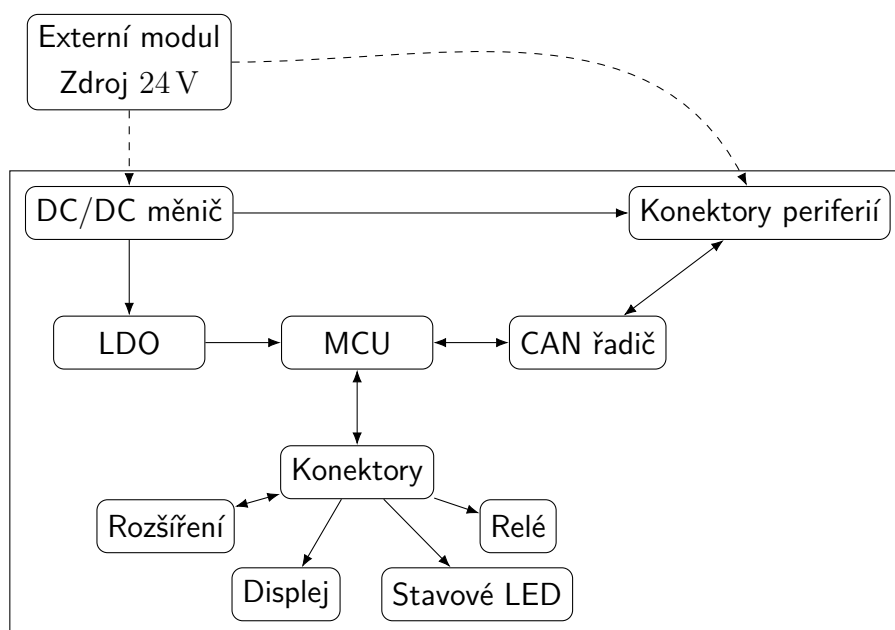 Externí modul
Zdroj 24 V
DC/DC měnič
Konektory periferií
LDO
MCU
CAN řadič
Konektory
Rozšíření
Relé
Displej
Stavové LED